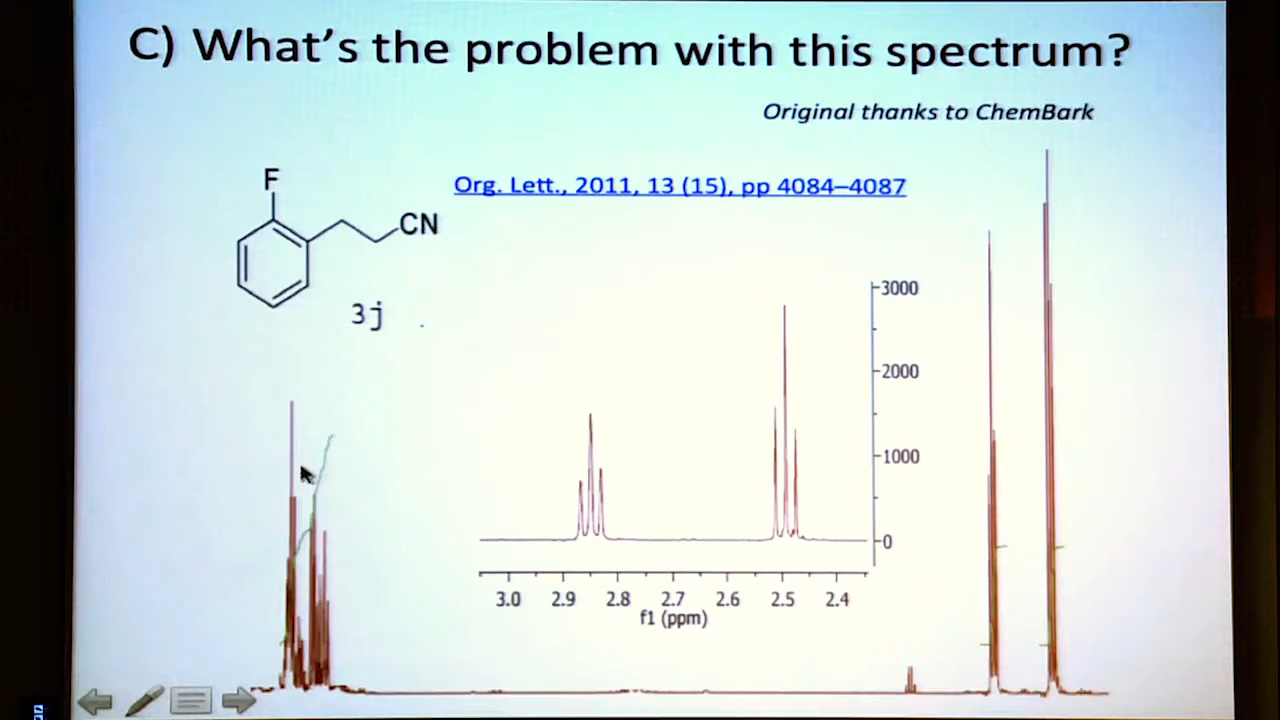 C) What's the problem with this spectrum?
Original thanks to ChemBark
Org. Lett., 2011, 13 (15), pp 4084–4087
F
CN
3j
3000
2000
1000
0
3.0 2.9 2.8 2.7 2.6 2.5 2.4
f1 (ppm)